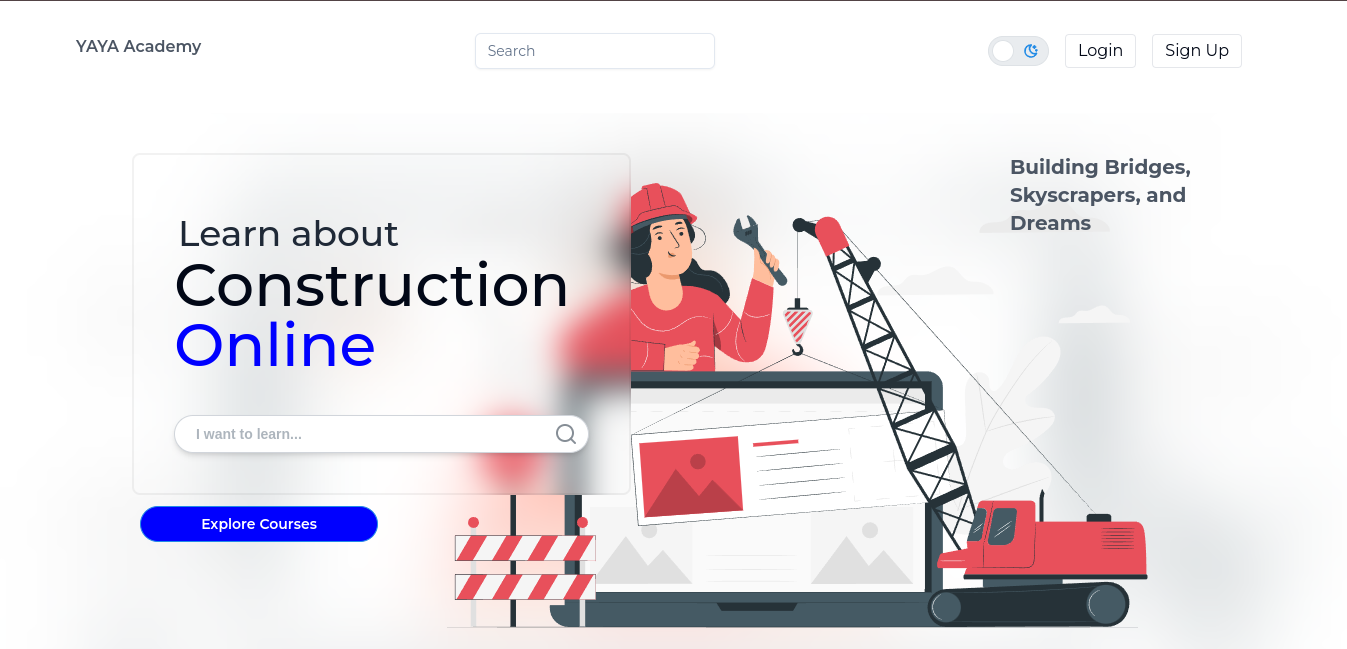 YAYA Academy
Search
Login
Sign Up
Building Bridges,
Skyscrapers, and
Dreams
Learn about
Construction
Online
I want to learn...
Explore Courses